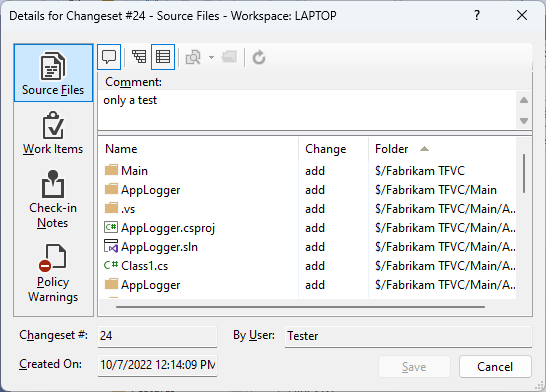 Details for Changeset #24 - Source Files - Workspace: LAPTOP
Source Files
Work Items
Check-in
Notes
Policy
Warnings
Comment:
only a test
Name Change Folder
Main add $/Fabrikam TFVC
AppLogger add $/Fabrikam TFVC/Main
.vs add $/Fabrikam TFVC/Main/A...
AppLogger.csproj add $/Fabrikam TFVC/Main/A...
AppLogger.sln add $/Fabrikam TFVC/Main/A...
C# Class1.cs add $/Fabrikam TFVC/Main/A...
AppLogger add $/Fabrikam TFVC/Main/A...
Changeset #: 24 By User: Tester
Created On: 10/7/2022 12:14:09 PM
Save Cancel